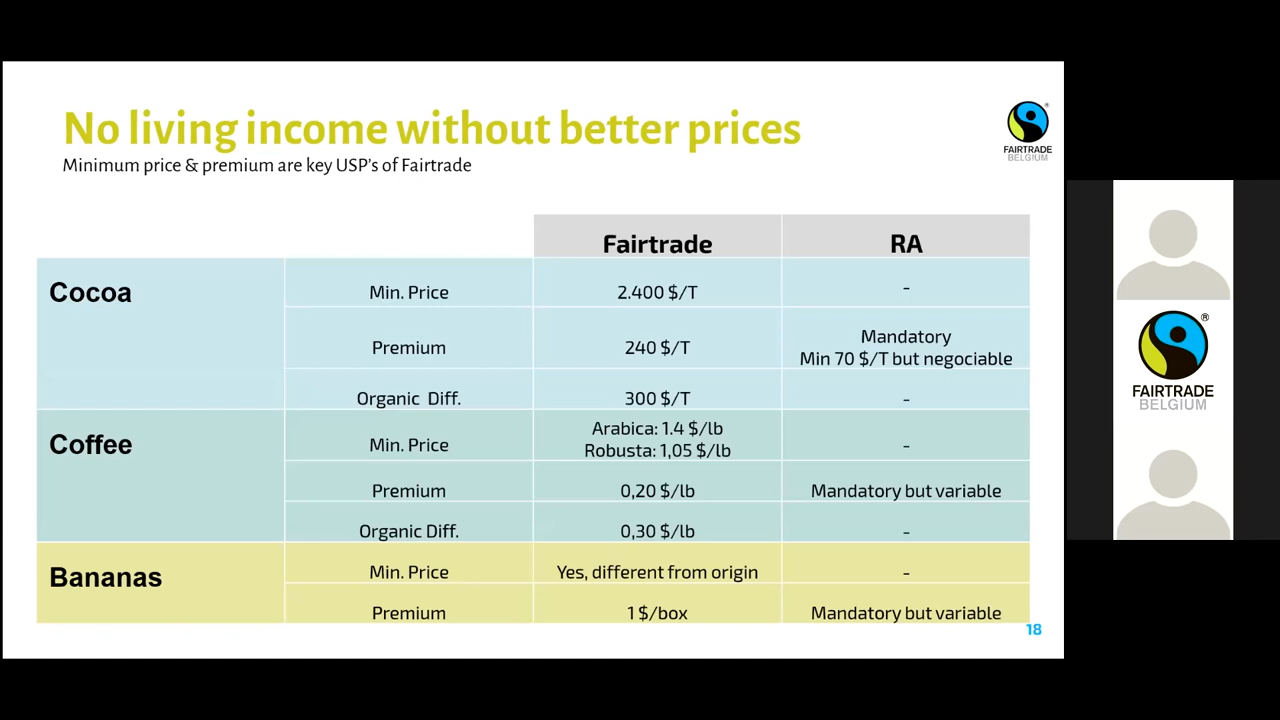 No living income without better prices
Minimum price & premium are key USP's of Fairtrade
®
FAIRTRADE
BELGIUM
Fairtrade RA
Cocoa Min. Price 2.400 $/T -
Premium 240 $/T Mandatory
Min 70 $/T but negociable
Organic Diff. 300 $/T -
Coffee Min. Price Arabica: 1.4 $/lb
Robusta: 1,05 $/lb -
Premium 0,20 $/lb Mandatory but variable
Organic Diff. 0,30 $/lb -
Bananas Min. Price Yes, different from origin -
Premium 1 $/box Mandatory but variable
18
®
FAIRTRADE
BELGIUM